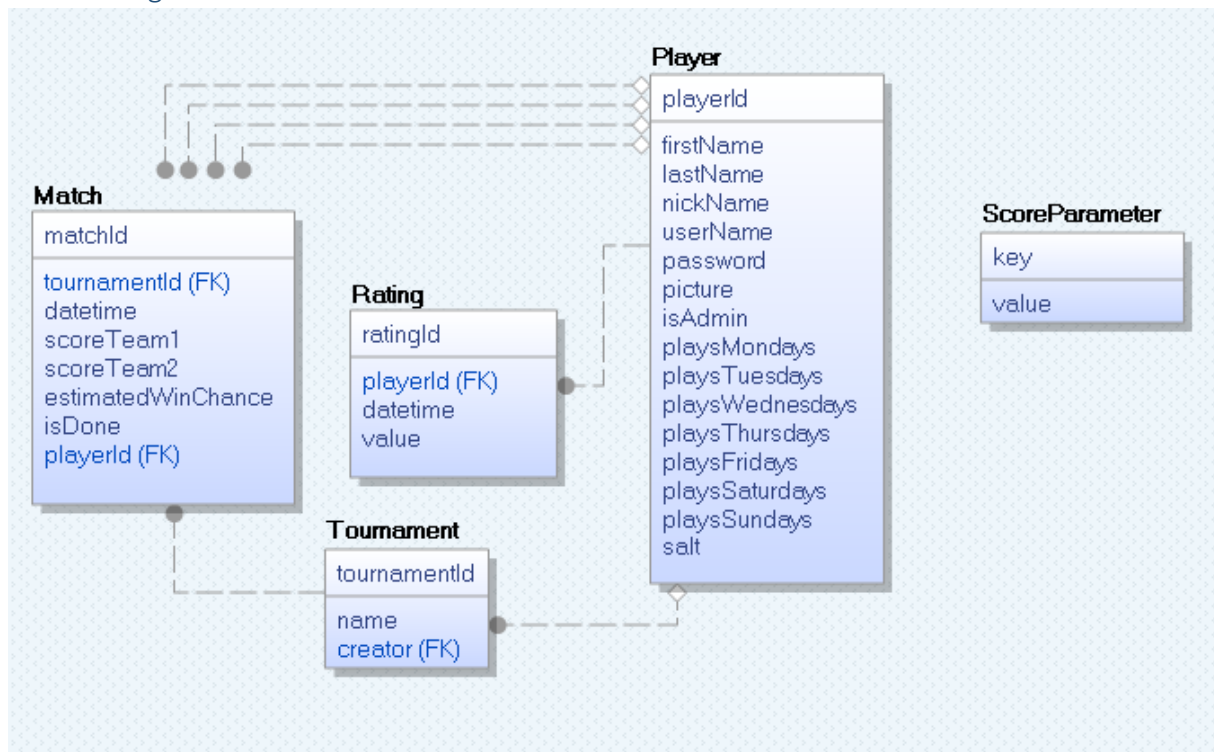 Player
playerId
firstName
lastName
nickName
userName
password
picture
isAdmin
playsMondays
playsTuesdays
playsWednesdays
playsThursdays
playsFridays
playsSaturdays
playsSundays
salt
Match
matchId
tournamentId (FK)
datetime
scoreTeam1
scoreTeam2
estimatedWinChance
isDone
playerId (FK)
Rating
ratingId
playerId (FK)
datetime
value
ScoreParameter
key
value
Tournament
tournamentId
name
creator (FK)